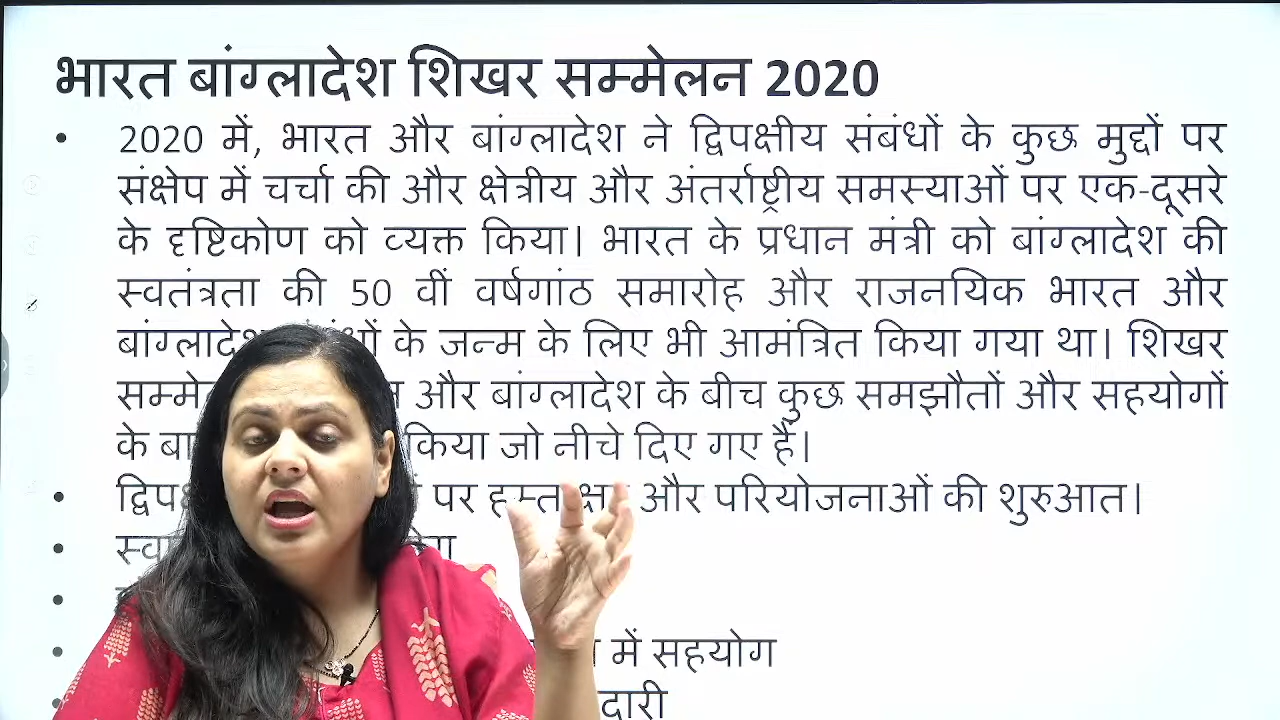 भारत बांग्लादेश शिखर सम्मेलन 2020
• 2020 में, भारत और बांग्लादेश ने द्विपक्षीय संबंधों के कुछ मुद्दों पर
संक्षेप में चर्चा की और क्षेत्रीय और अंतर्राष्ट्रीय समस्याओं पर एक-दूसरे
के दृष्टिकोण को व्यक्त किया। भारत के प्रधान मंत्री को बांग्लादेश की
स्वतंत्रता की 50 वीं वर्षगांठ समारोह और राजनयिक भारत और
के जन्म के लिए भी आमंत्रित किया गया था। शिखर
और बांग्लादेश के बीच कुछ समझौतों और सहयोगों
के किया जो नीचे दिए गए हैं।
• पर हस्ताक्षर और परियोजनाओं की शुरुआत।
•
•
• में सहयोग